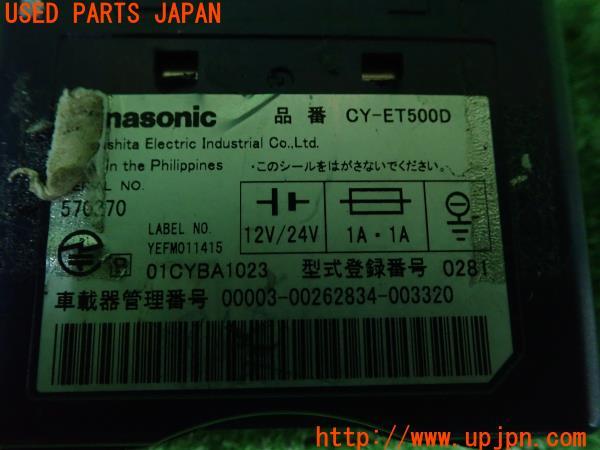 USED PARTS JAPAN
nasonic
品番 CY-ET500D
shita Electric Industrial Co.,Ltd.
in the Philippines
・このシールをはがさないでください。
NO.
570370
LABEL NO.
YEFM011415
12V/24V
1A・1A
01CYBA1023 型式登録番号 0281
車載器管理番号 00003-00262834-003320
http://www.upjpn.com